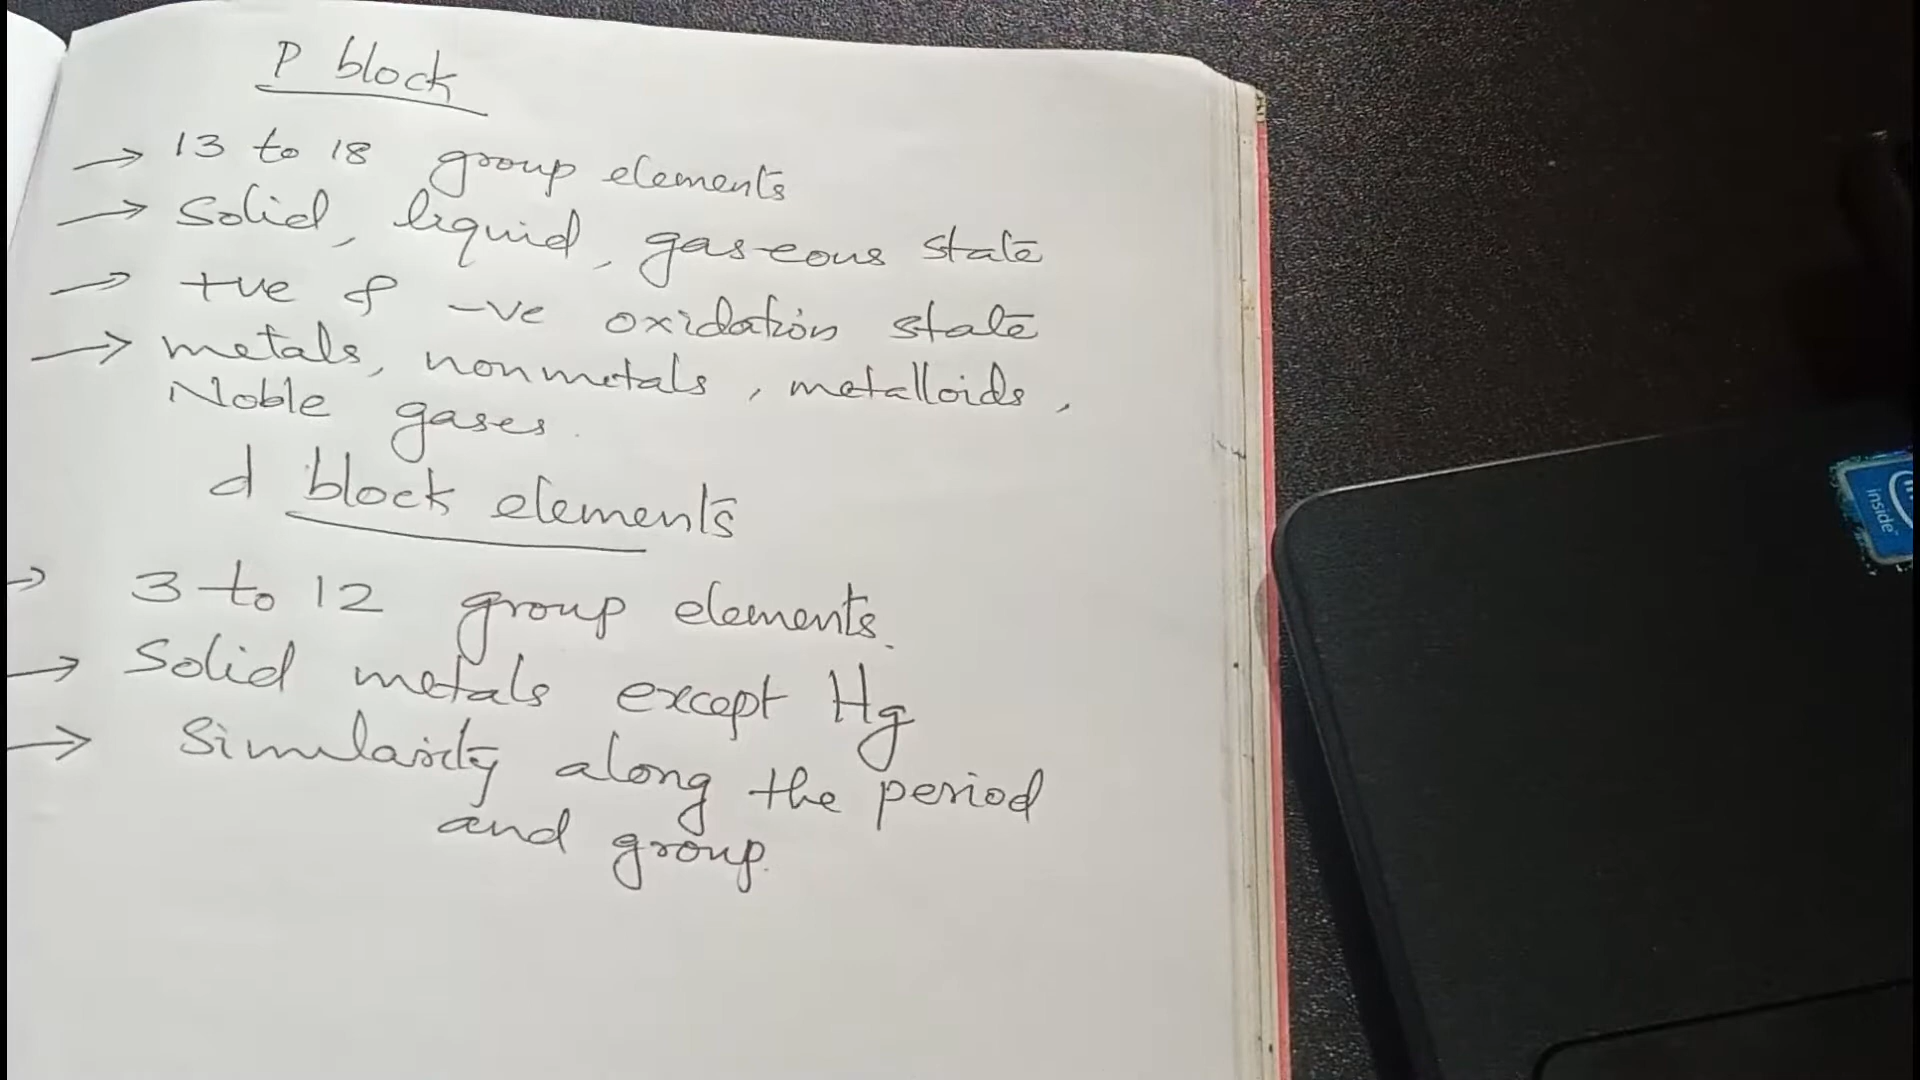 P block
→ 13 to 18 group elements
→ Solid, liquid, gaseous state
→ +ve & -ve oxidation state
→ metals, nonmetals, metalloids,
Noble gases.
d block elements
→ 3 to 12 group elements.
→ Solid metals except Hg
→ Similarity along the period
and group.
inside™